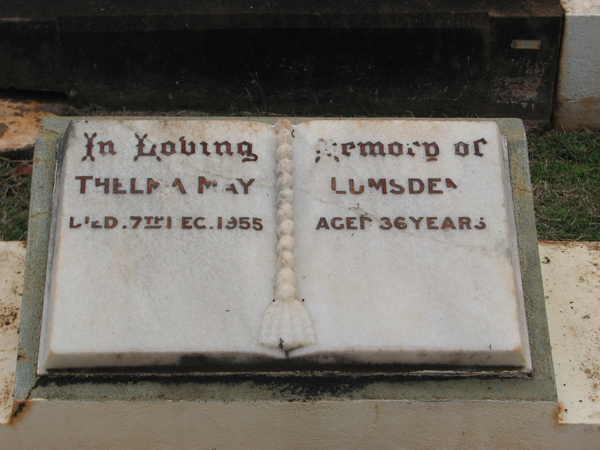 In Loving Memory of
THELMA MAY LUMSDEN
DIED. 7TH DEC. 1955 AGED 36 YEARS